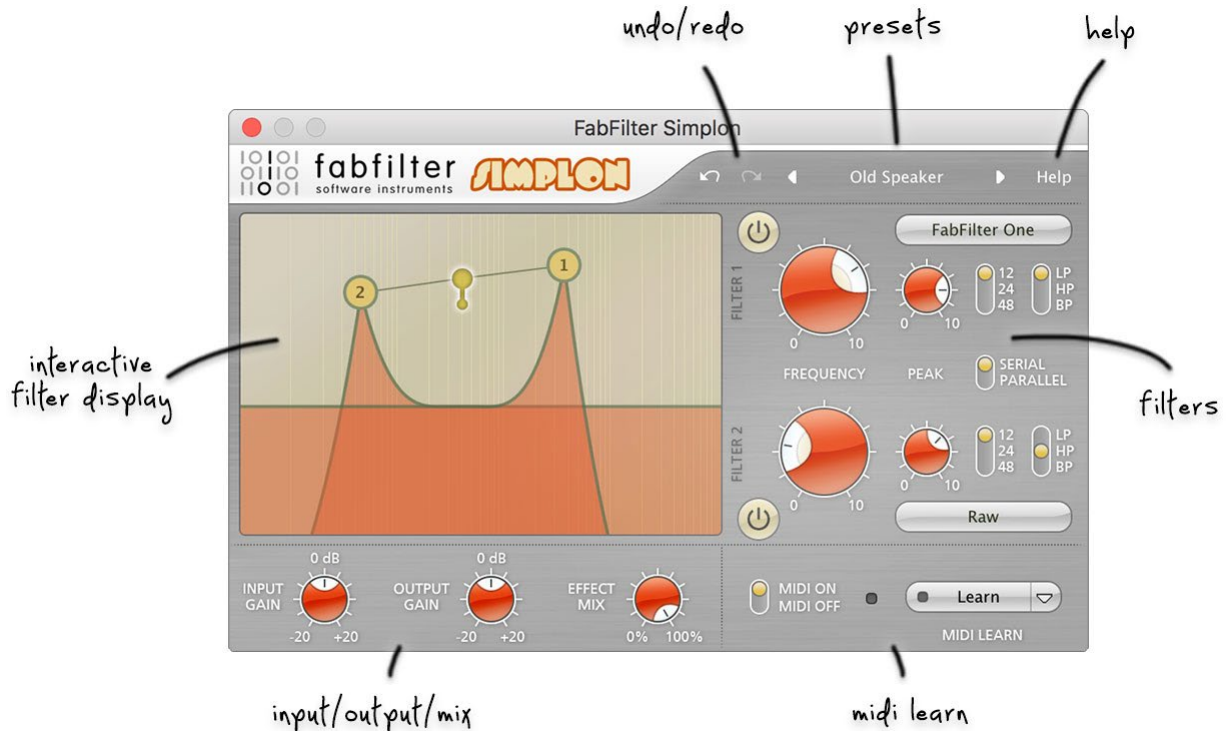 undo/redo
presets
help
FabFilter Simplon
fabfilter
software instruments
SIMPLON
Old Speaker
Help
interactive
filter display
1
2
FILTER 1
FabFilter One
0 10
0 10
12
24
48
LP
HP
BP
FREQUENCY
PEAK
SERIAL
PARALLEL
filters
FILTER 2
0 10
0 10
12
24
48
LP
HP
BP
Raw
INPUT
GAIN
0 dB
-20 +20
OUTPUT
GAIN
0 dB
-20 +20
EFFECT
MIX
0% 100%
MIDI ON
MIDI OFF
Learn
MIDI LEARN
input/output/mix
midi learn